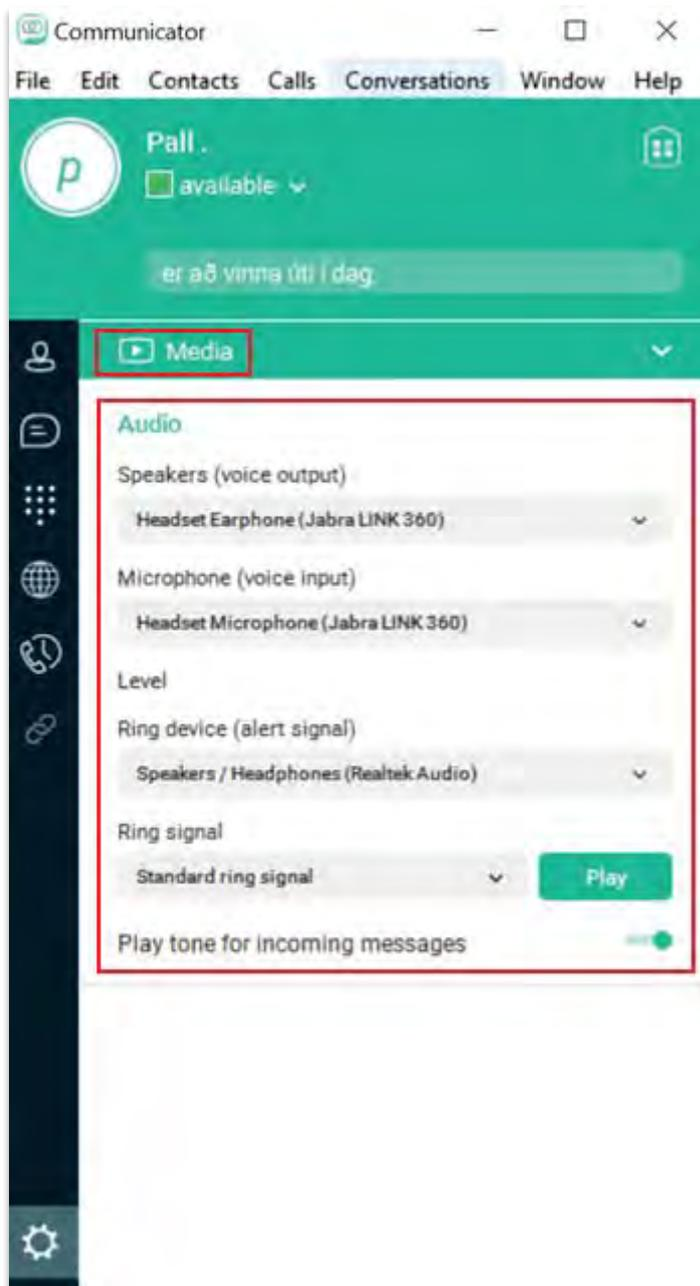 Communicator
File Edit Contacts Calls Conversations Window Help
p
Pall .
available
er að vinna úti í dag
Media
Audio
Speakers (voice output)
Headset Earphone (Jabra LINK 360)
Microphone (voice input)
Headset Microphone (Jabra LINK 360)
Level
Ring device (alert signal)
Speakers / Headphones (Realtek Audio)
Ring signal
Standard ring signal Play
Play tone for incoming messages